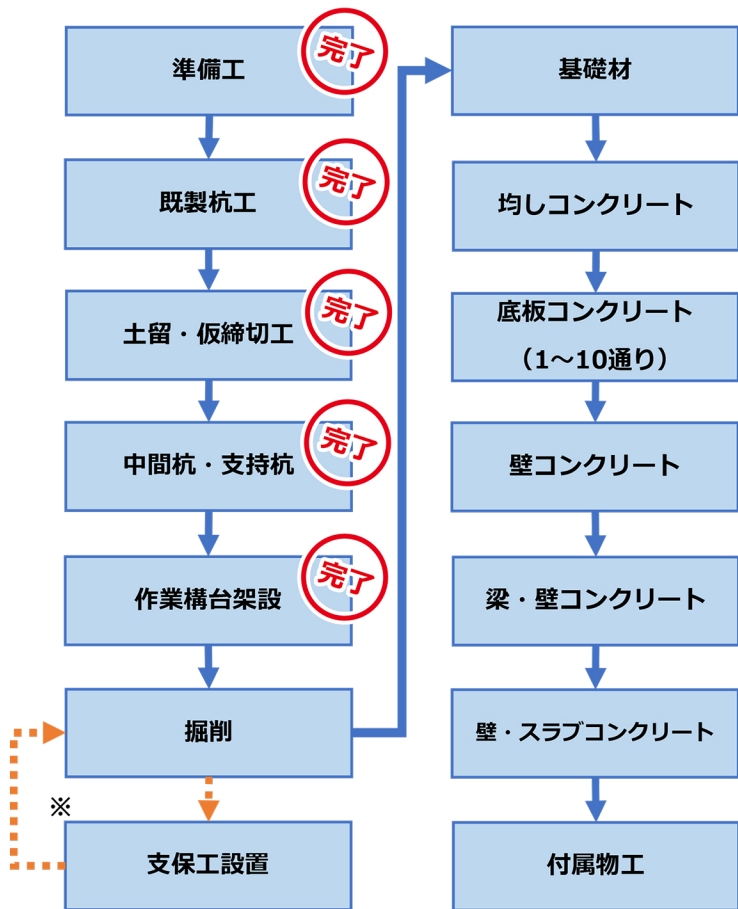 準備工
完了
既製杭工
完了
土留・仮締切工
完了
中間杭・支持杭
完了
作業構台架設
完了
掘削
※
支保工設置
基礎材
均しコンクリート
底板コンクリート
（1～10通り）
壁コンクリート
梁・壁コンクリート
壁・スラブコンクリート
付属物工